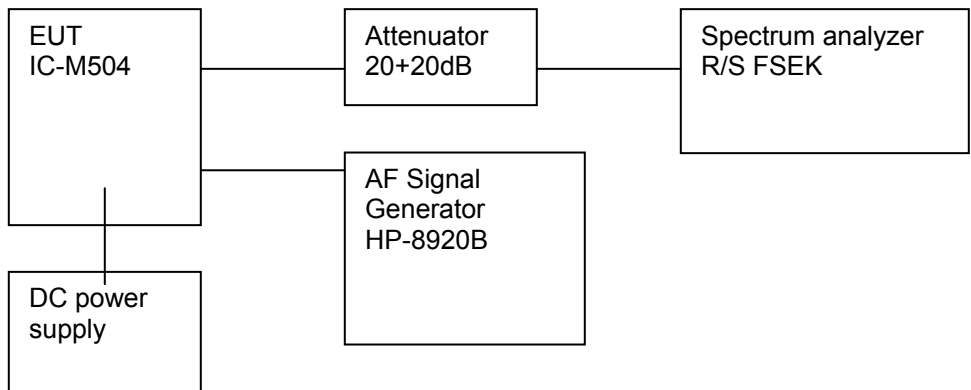 EUT
IC-M504
Attenuator
20+20dB
Spectrum analyzer
R/S FSEK
AF Signal
Generator
HP-8920B
DC power
supply